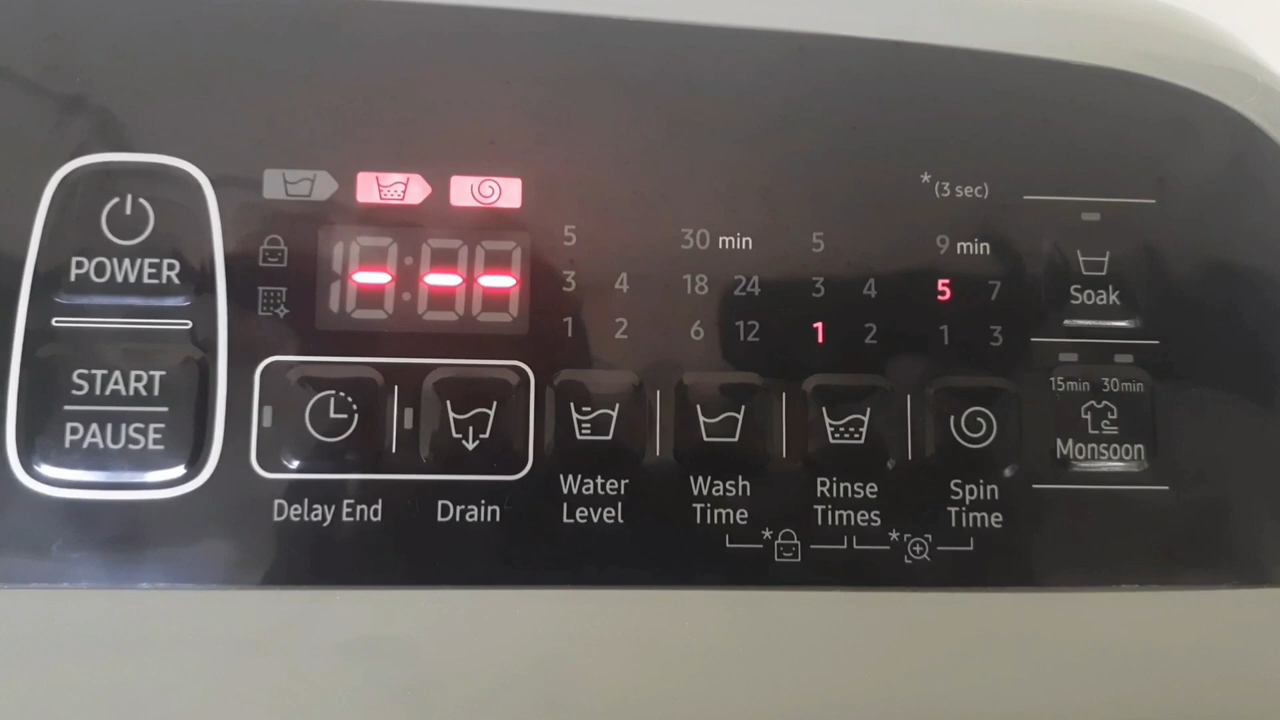 POWER
START
PAUSE
- - -
Delay End
Drain
5
3 4
1 2
Water
Level
30 min
18 24
6 12
Wash
Time
5
3 4
1 2
Rinse
Times
*(3 sec)
9 min
5 7
1 3
Spin
Time
*
*
Soak
15min 30min
Monsoon